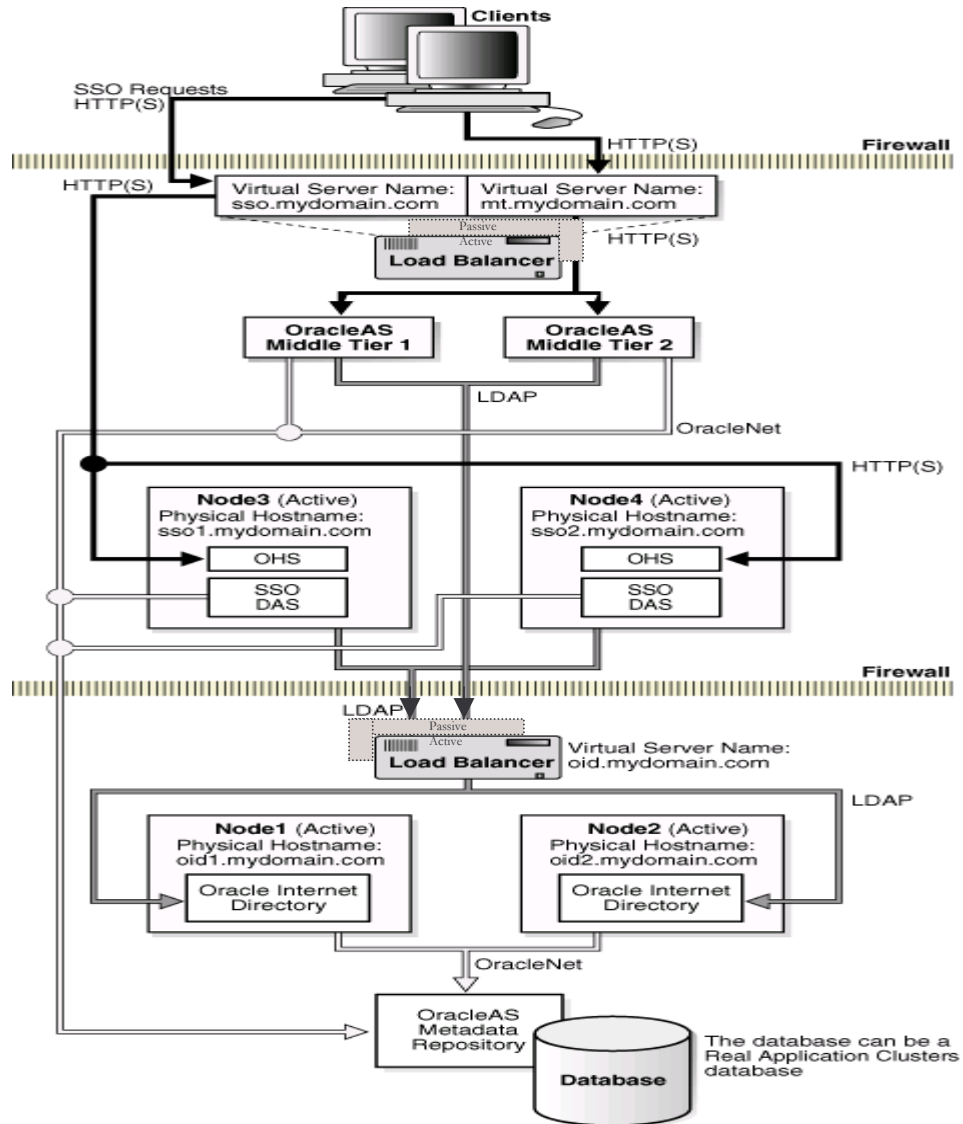 Clients
SSO Requests
HTTP(S)
HTTP(S)
Firewall
HTTP(S)
Virtual Server Name:
sso.mydomain.com
Virtual Server Name:
mt.mydomain.com
Passive
Active
HTTP(S)
Load Balancer
OracleAS
Middle Tier 1
OracleAS
Middle Tier 2
LDAP
OracleNet
HTTP(S)
Node3 (Active)
Physical Hostname:
sso1.mydomain.com
OHS
SSO
DAS
Node4 (Active)
Physical Hostname:
sso2.mydomain.com
OHS
SSO
DAS
Firewall
LDAP
Passive
Active
Load Balancer
Virtual Server Name:
oid.mydomain.com
LDAP
Node1 (Active)
Physical Hostname:
oid1.mydomain.com
Oracle Internet
Directory
Node2 (Active)
Physical Hostname:
oid2.mydomain.com
Oracle Internet
Directory
OracleNet
OracleAS
Metadata
Repository
Database
The database can be a
Real Application Clusters
database